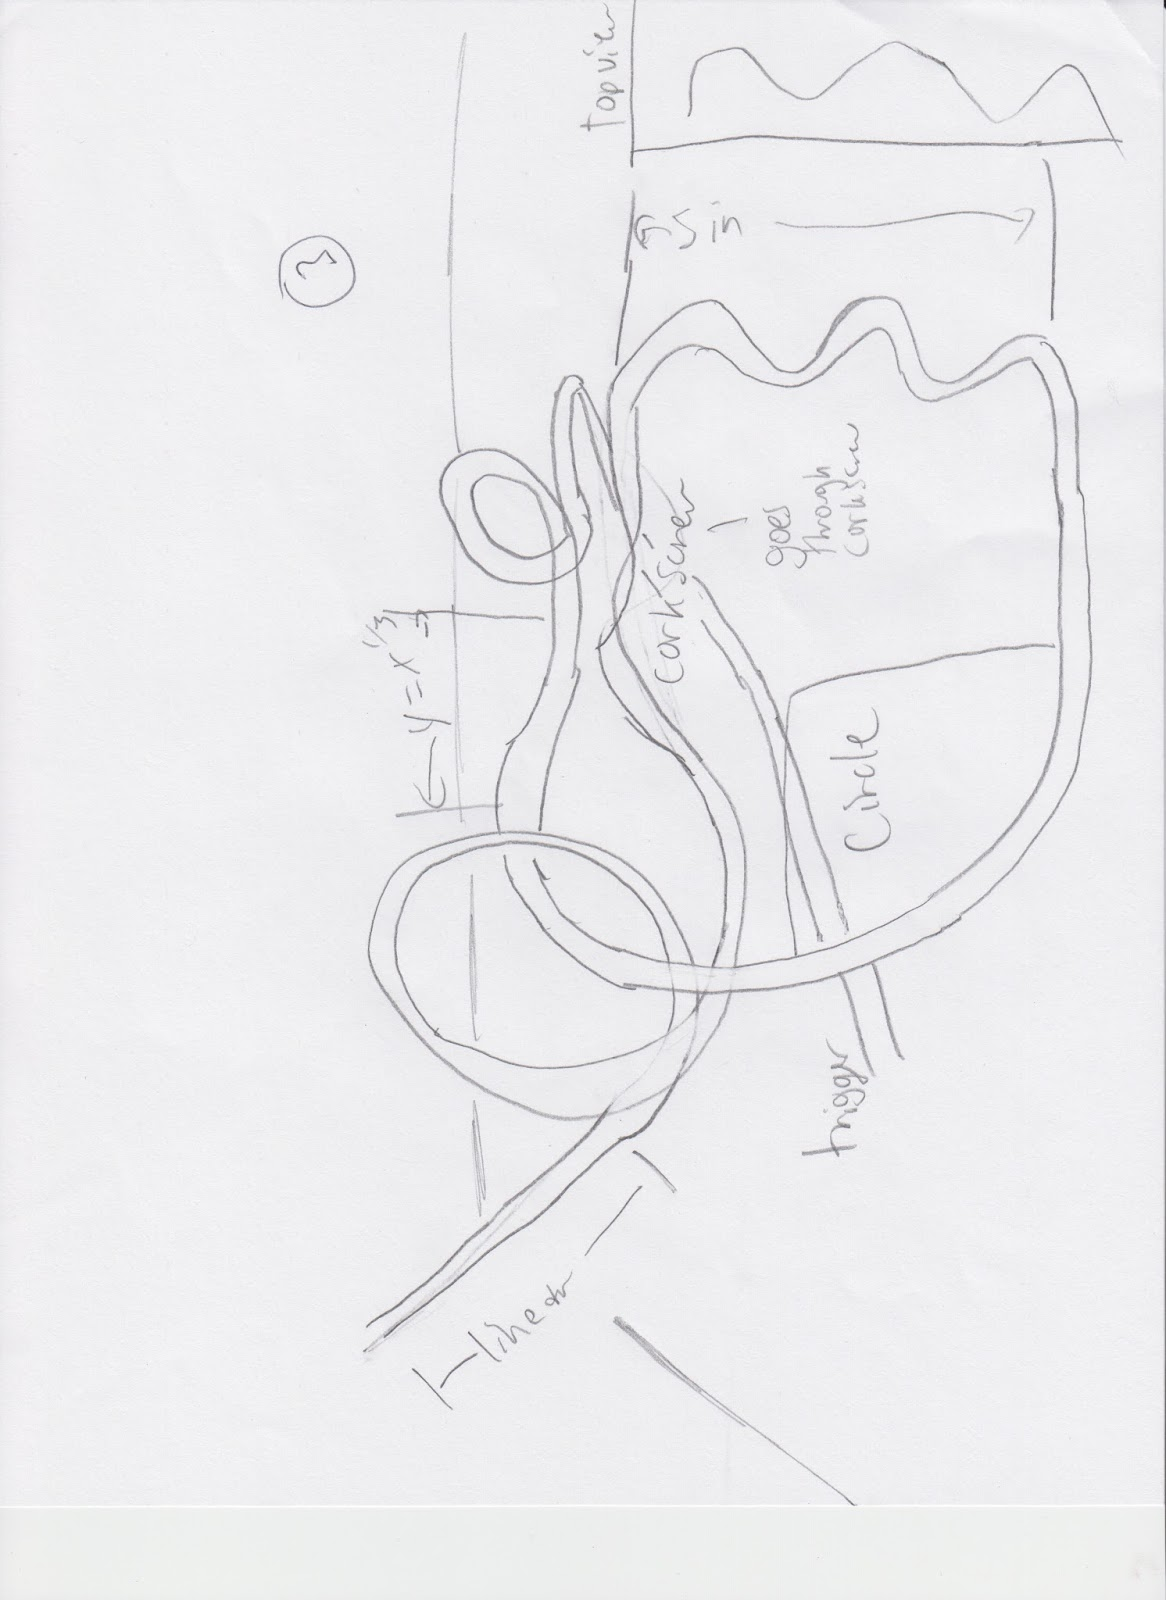 3
y = x^1/3
linear
top view
sin
corkscrew
goes
through
corkscrew
circle
trigger